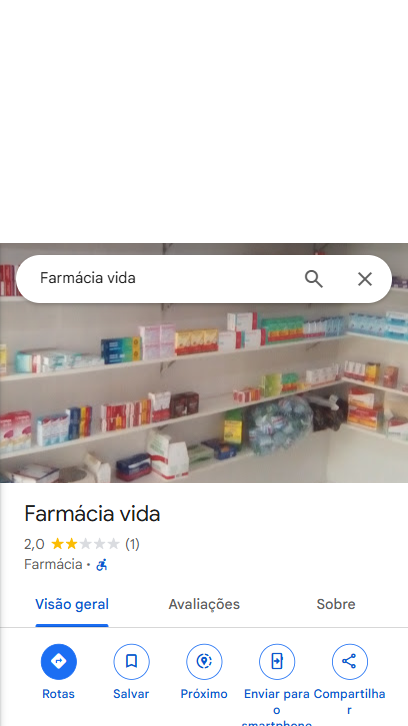 Farmácia vida
Farmácia vida
2,0 (1)
Farmácia ·
Visão geral Avaliações Sobre
Rotas Salvar Próximo Enviar para o smartphone Compartilhar